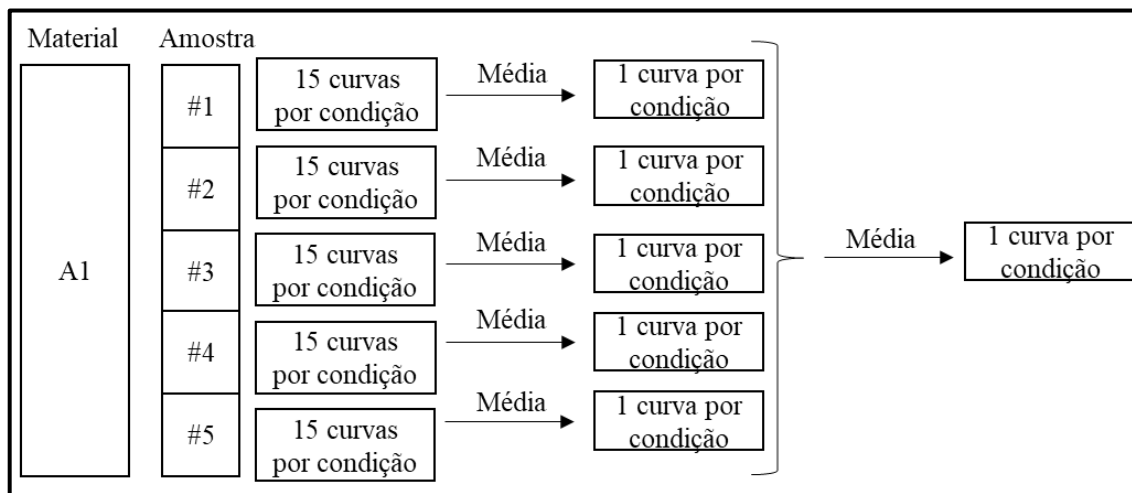 Material
Amostra
A1
#1
15 curvas
por condição
Média
1 curva por
condição
#2
15 curvas
por condição
Média
1 curva por
condição
#3
15 curvas
por condição
Média
1 curva por
condição
#4
15 curvas
por condição
Média
1 curva por
condição
#5
15 curvas
por condição
Média
1 curva por
condição
Média
1 curva por
condição